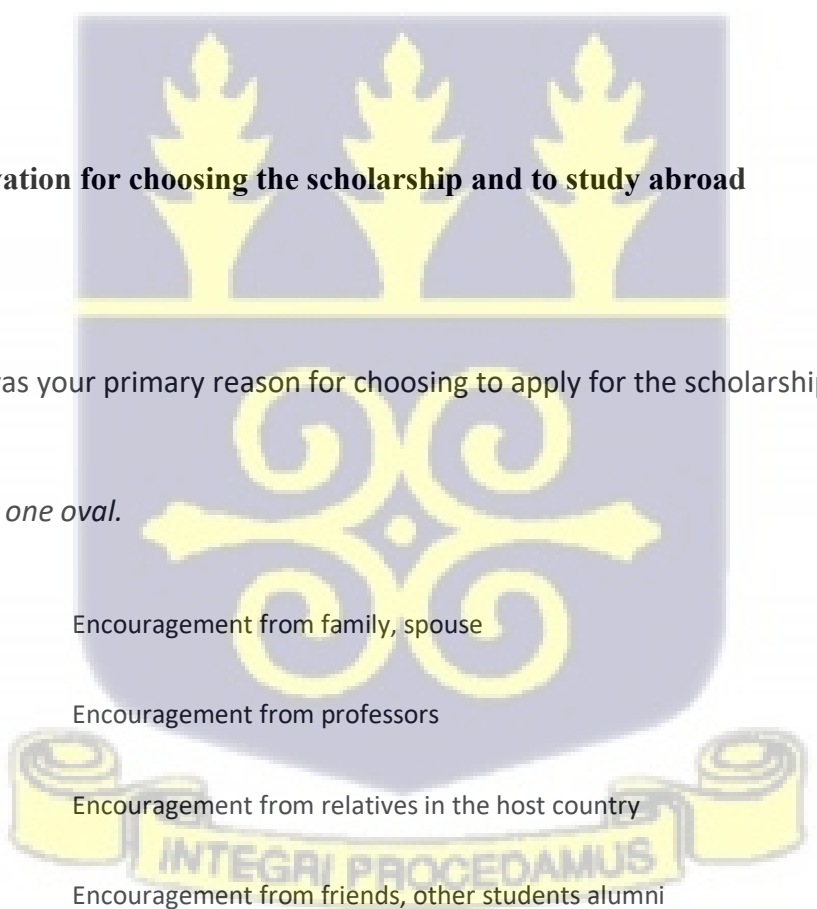 vation for choosing the scholarship and to study abroad
as your primary reason for choosing to apply for the scholarship
one oval.
Encouragement from family, spouse
Encouragement from professors
Encouragement from relatives in the host country
INTEGRI PROCEDAMUS
Encouragement from friends, other students alumni